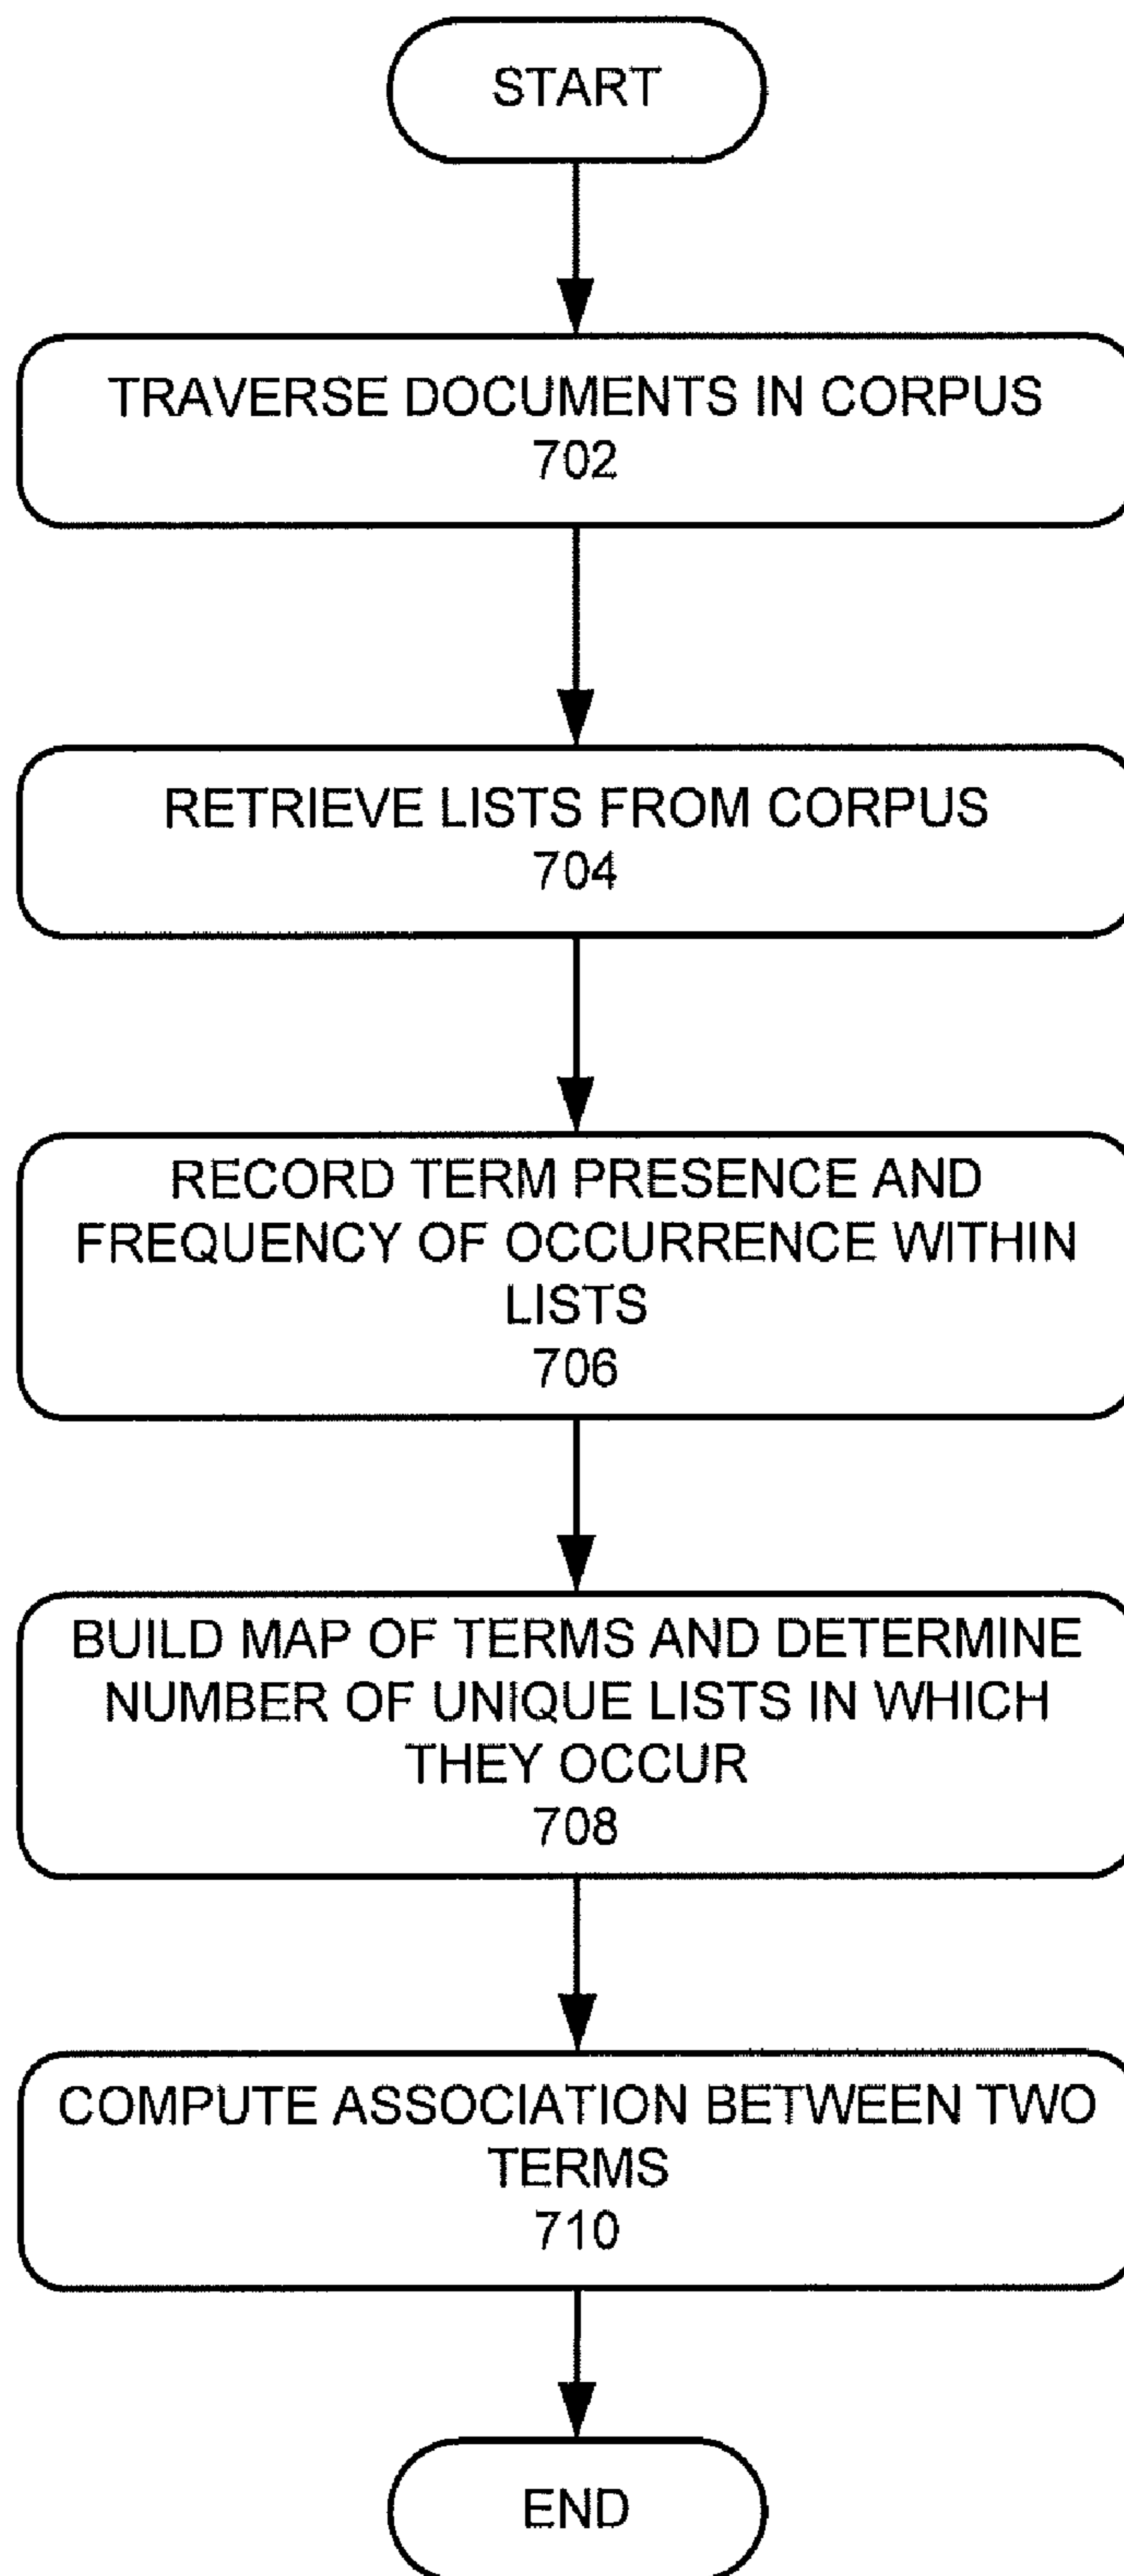 START
TRAVERSE DOCUMENTS IN CORPUS
702
RETRIEVE LISTS FROM CORPUS
704
RECORD TERM PRESENCE AND
FREQUENCY OF OCCURRENCE WITHIN
LISTS
706
BUILD MAP OF TERMS AND DETERMINE
NUMBER OF UNIQUE LISTS IN WHICH
THEY OCCUR
708
COMPUTE ASSOCIATION BETWEEN TWO
TERMS
710
END